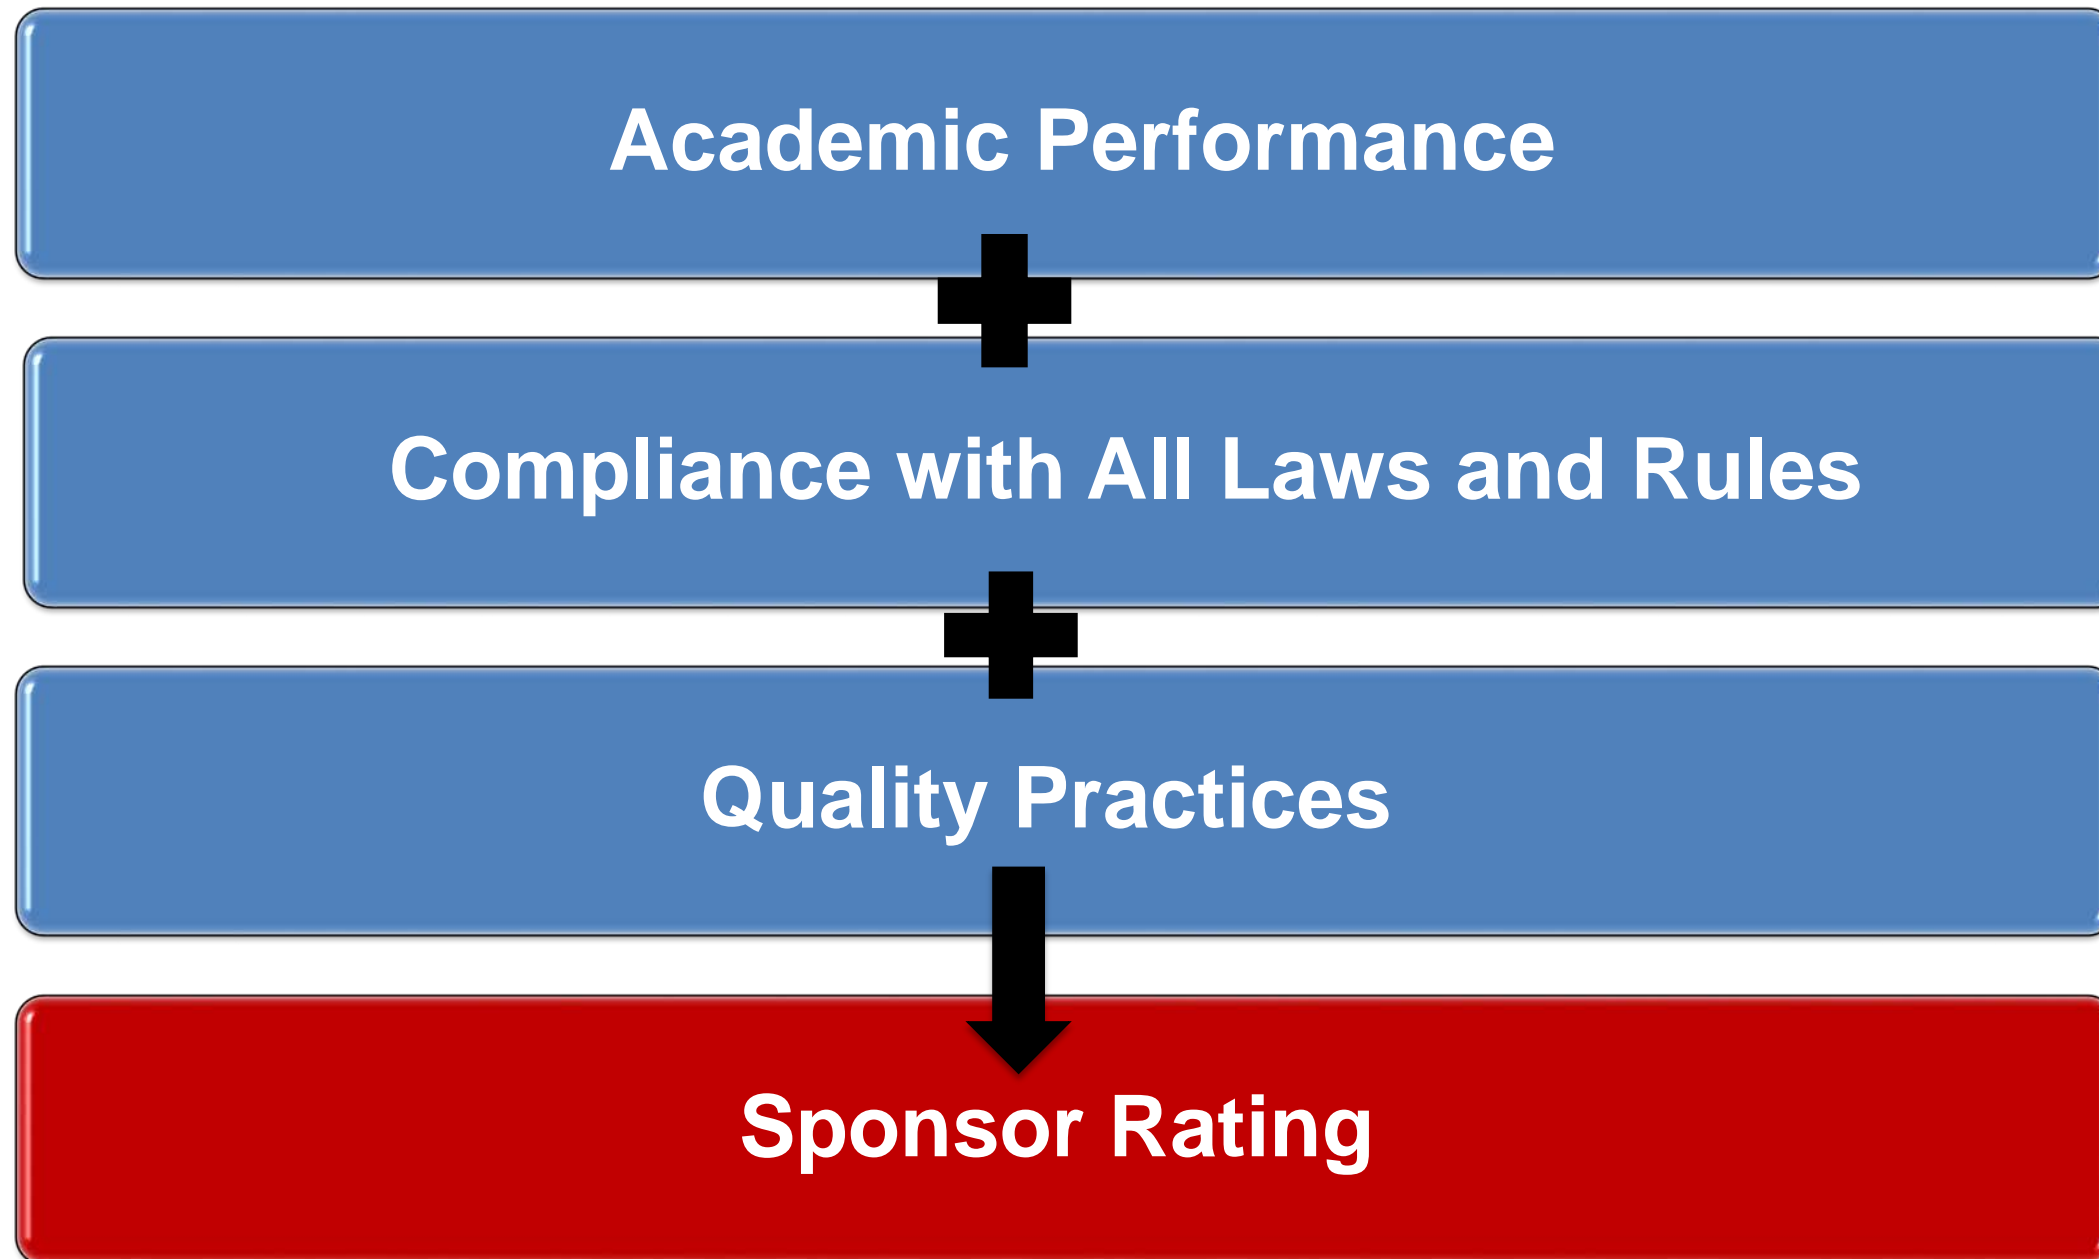 Academic Performance
Compliance with All Laws and Rules
Quality Practices
Sponsor Rating